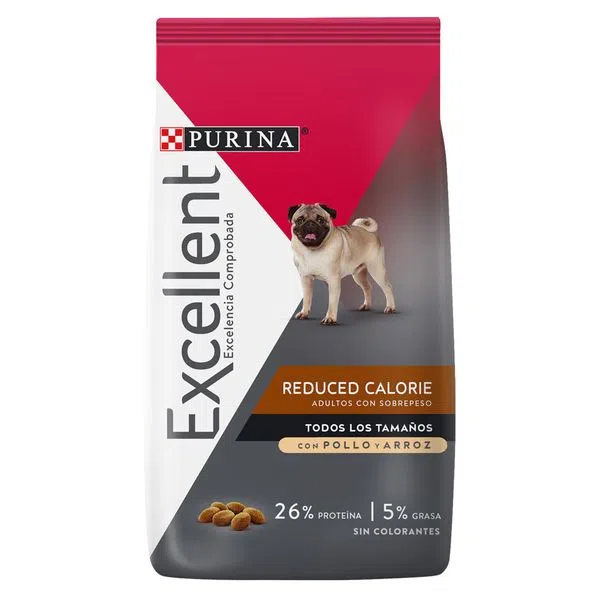 PURINA®
Excellent
Excelencia Comprobada
REDUCED CALORIE
ADULTOS CON SOBREPESO
TODOS LOS TAMAÑOS
CON POLLO Y ARROZ
26% PROTEÍNA | 5% GRASA
SIN COLORANTES